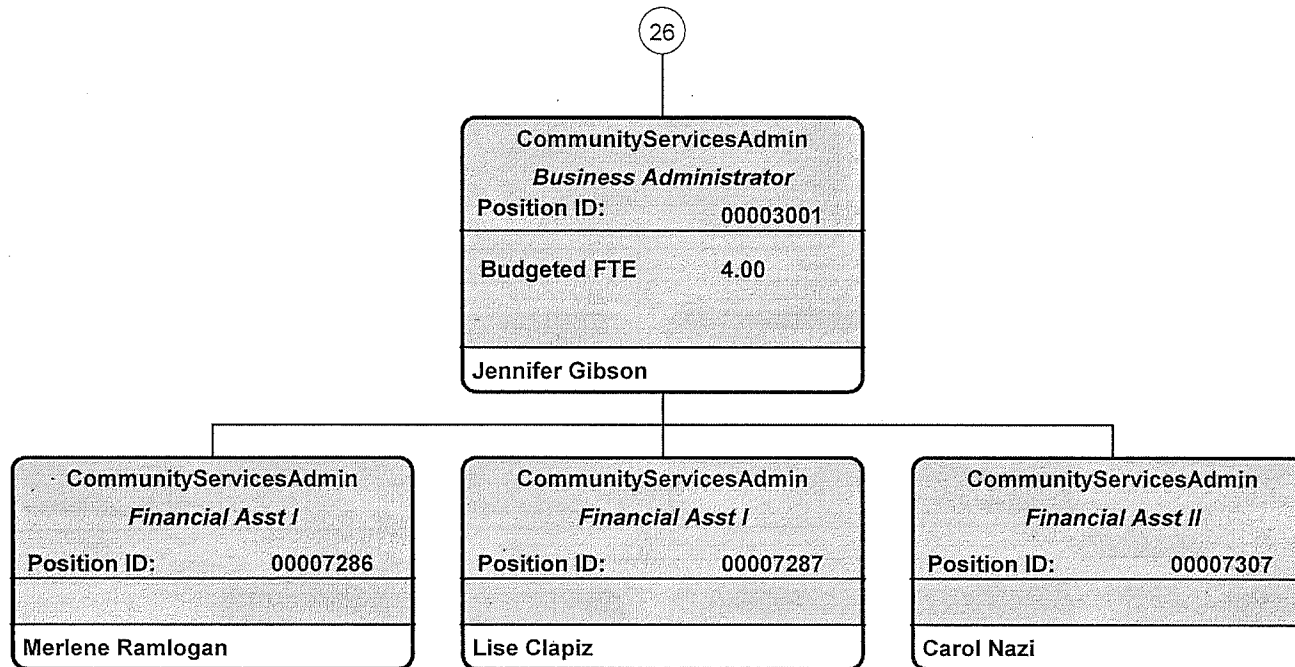 26
CommunityServicesAdmin
Business Administrator
Position ID: 00003001
Budgeted FTE 4.00
Jennifer Gibson
CommunityServicesAdmin
Financial Asst I
Position ID: 00007286
Merlene Ramlogan
CommunityServicesAdmin
Financial Asst I
Position ID: 00007287
Lise Clapiz
CommunityServicesAdmin
Financial Asst II
Position ID: 00007307
Carol Nazi